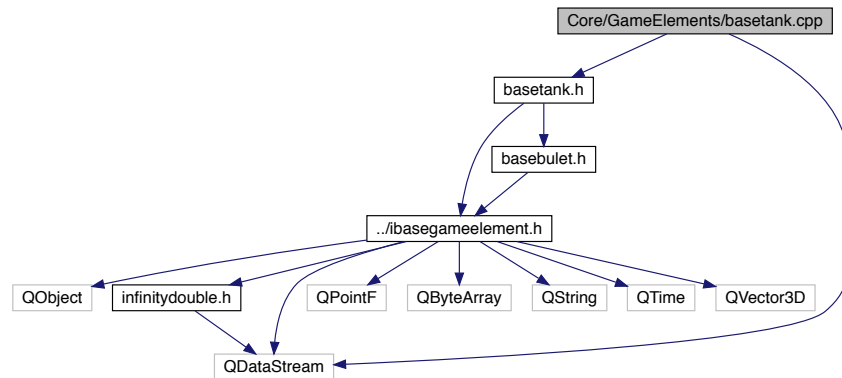 Core/GameElements/basetank.cpp
basetank.h
basebulet.h
../ibasegameelement.h
QObject
infinitydouble.h
QPointF
QByteArray
QString
QTime
QVector3D
QDataStream